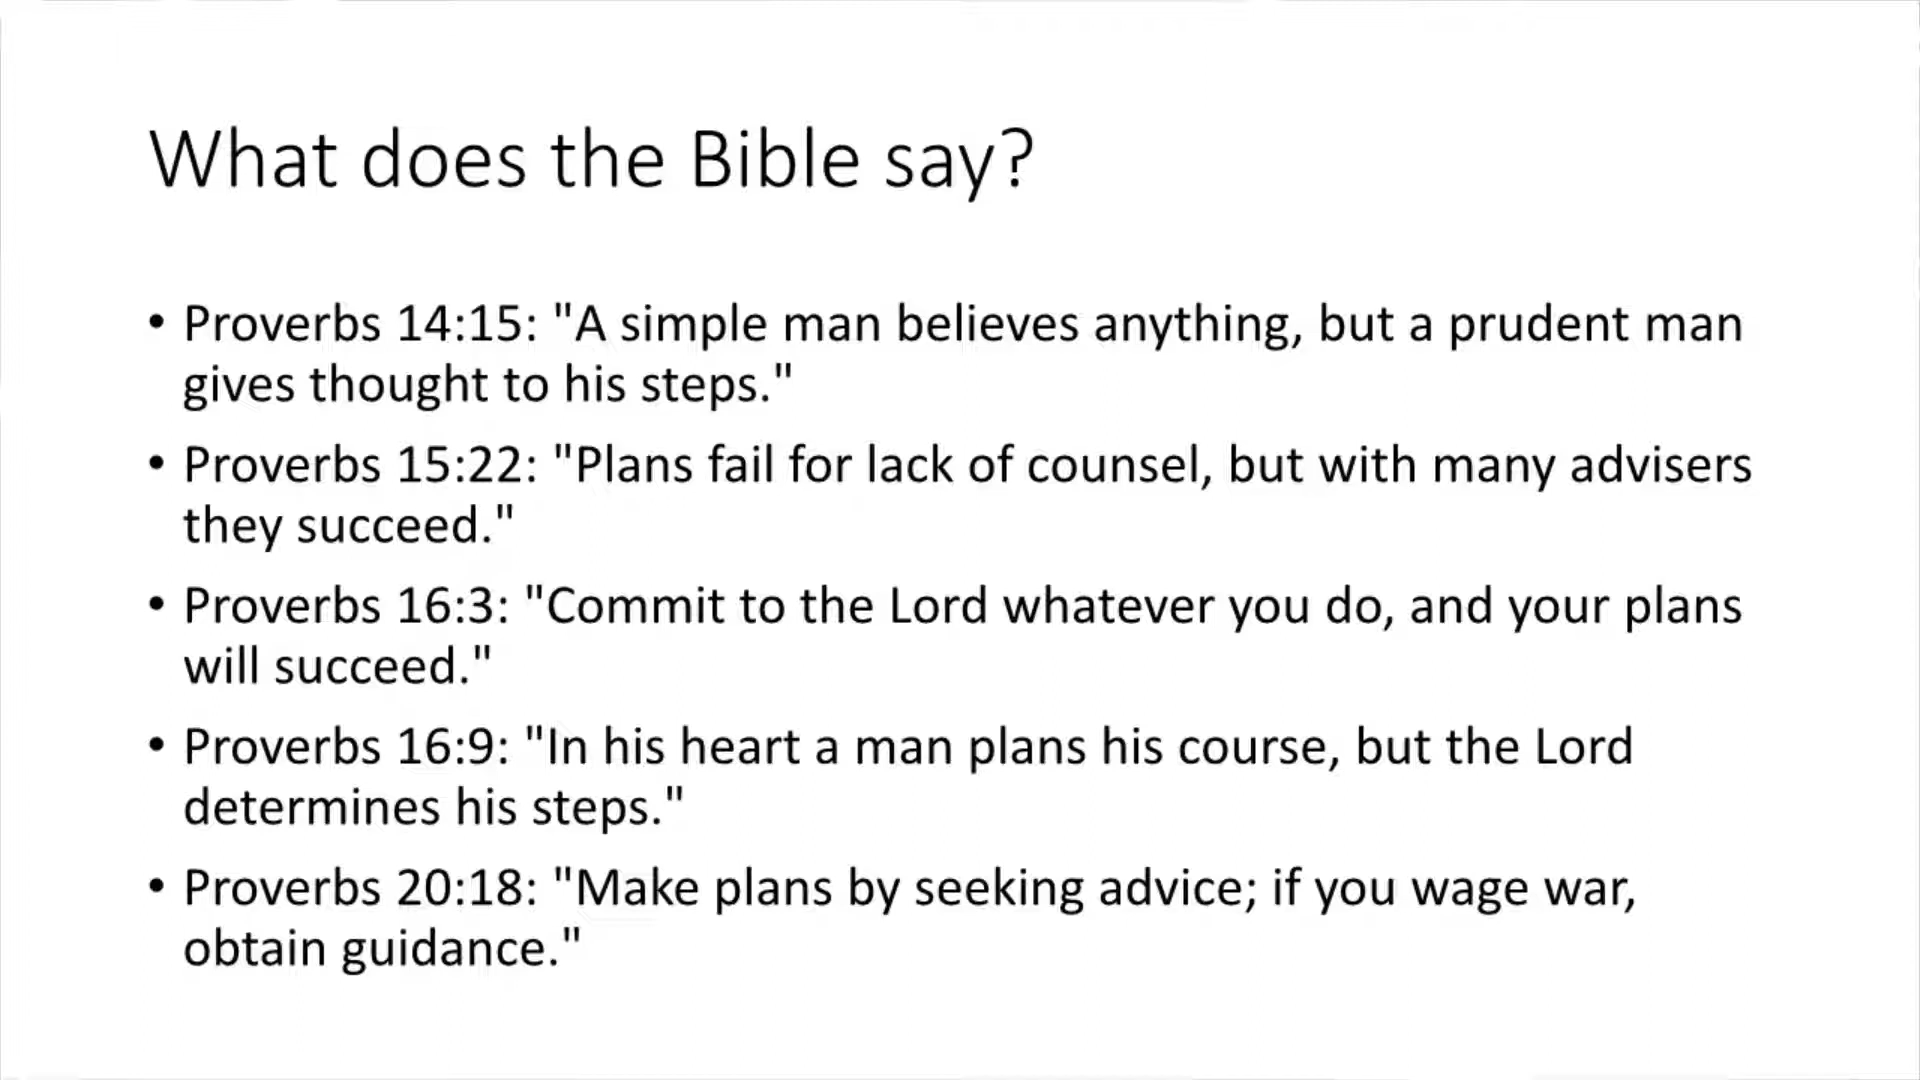 What does the Bible say?
• Proverbs 14:15: "A simple man believes anything, but a prudent man
gives thought to his steps."
• Proverbs 15:22: "Plans fail for lack of counsel, but with many advisers
they succeed."
• Proverbs 16:3: "Commit to the Lord whatever you do, and your plans
will succeed."
• Proverbs 16:9: "In his heart a man plans his course, but the Lord
determines his steps."
• Proverbs 20:18: "Make plans by seeking advice; if you wage war,
obtain guidance."